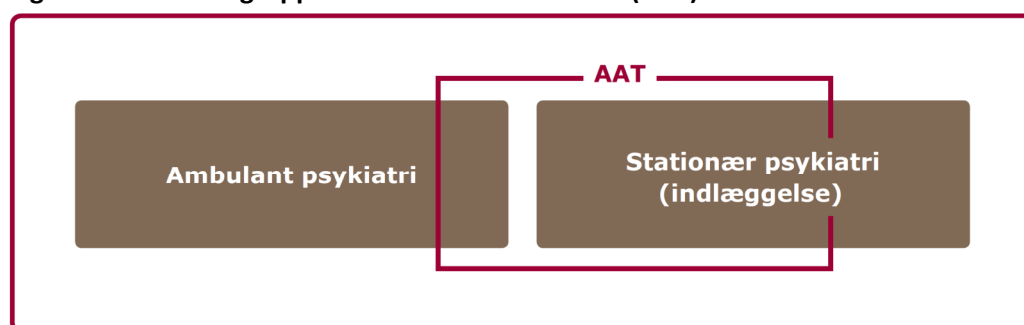 AAT
Ambulant psykiatri
Stationær psykiatri
(indlæggelse)